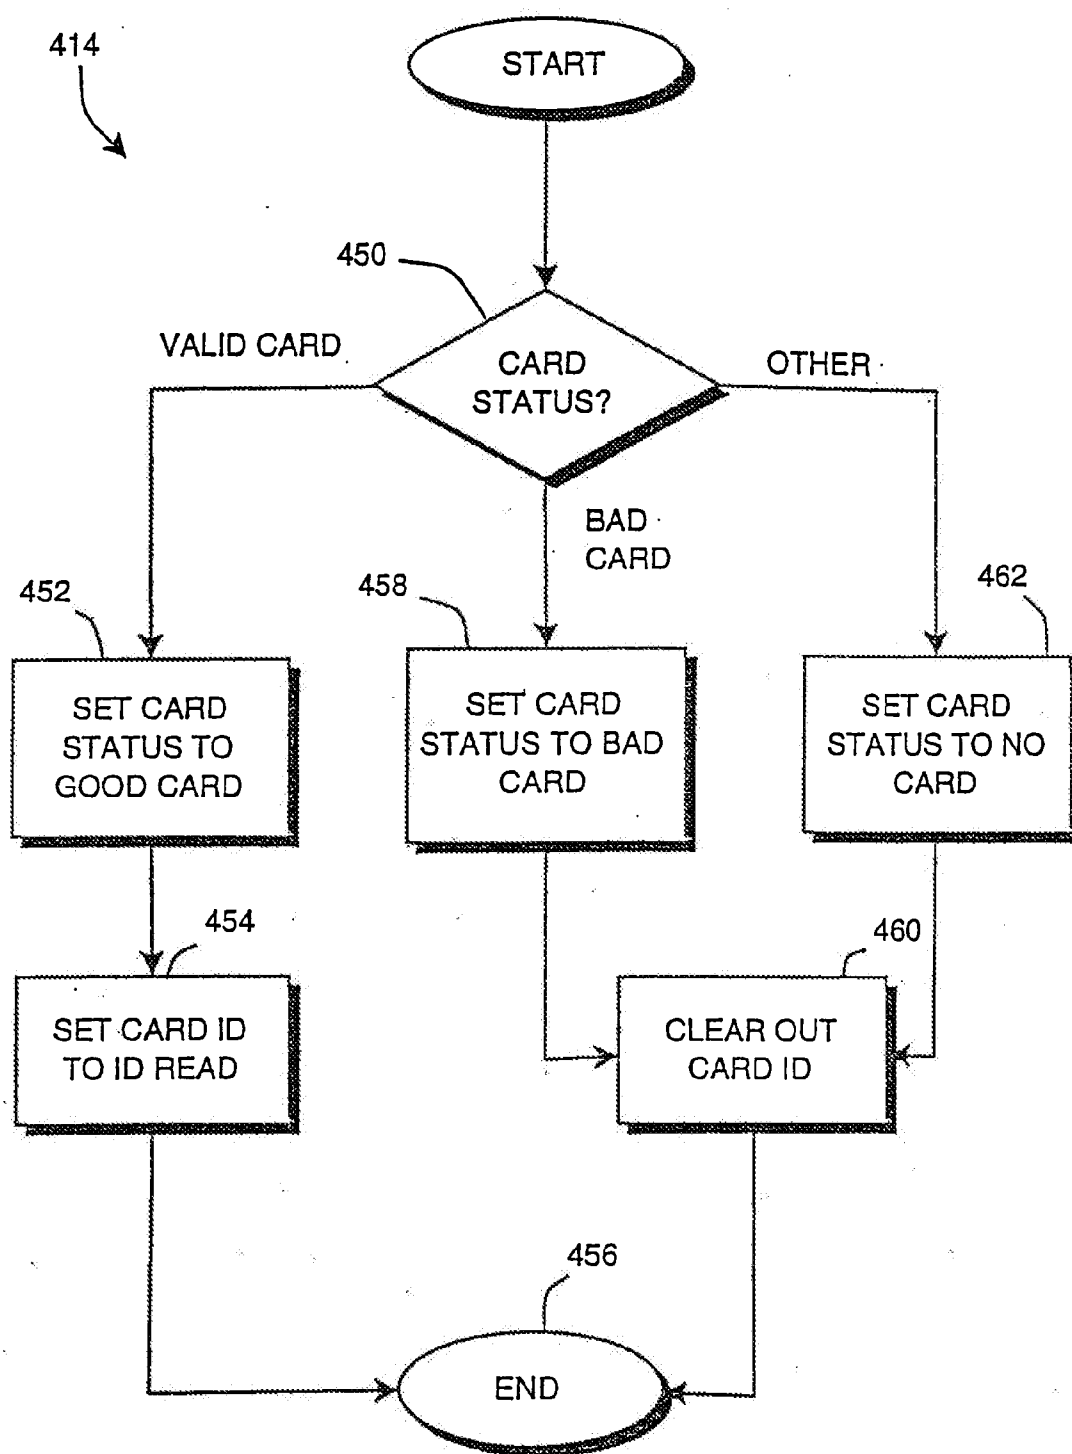 414
START
450
VALID CARD
CARD
STATUS?
OTHER
BAD
CARD
452
458
462
SET CARD
STATUS TO
GOOD CARD
SET CARD
STATUS TO BAD
CARD
SET CARD
STATUS TO NO
CARD
454
460
SET CARD ID
TO ID READ
CLEAR OUT
CARD ID
456
END